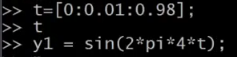 >> t=[0:0.01:0.98];
>> t
>> y1 = sin(2*pi*4*t);